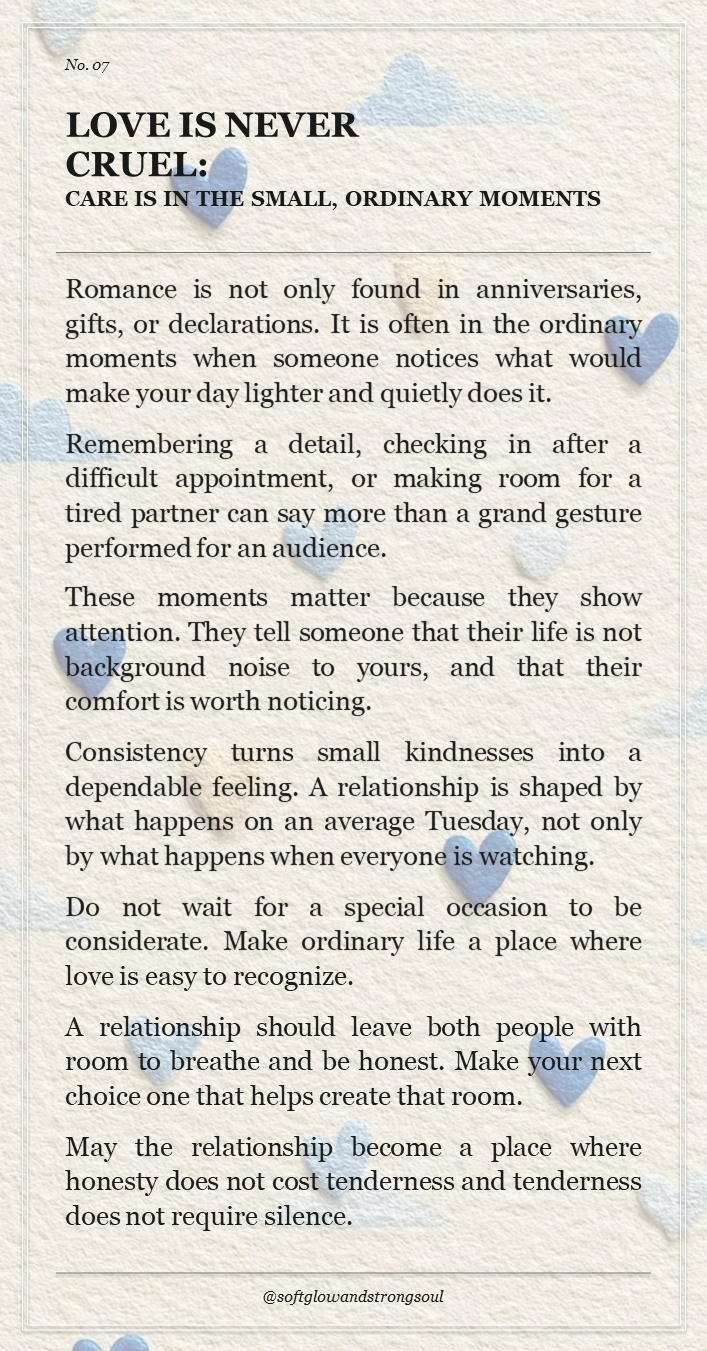 No. 07
LOVE IS NEVER
CRUEL:
CARE IS IN THE SMALL, ORDINARY MOMENTS
Romance is not only found in anniversaries,
gifts, or declarations. It is often in the ordinary
moments when someone notices what would
make your day lighter and quietly does it.
Remembering a detail, checking in after a
difficult appointment, or making room for a
tired partner can say more than a grand gesture
performed for an audience.
These moments matter because they show
attention. They tell someone that their life is not
background noise to yours, and that their
comfort is worth noticing.
Consistency turns small kindnesses into a
dependable feeling. A relationship is shaped by
what happens on an average Tuesday, not only
by what happens when everyone is watching.
Do not wait for a special occasion to be
considerate. Make ordinary life a place where
love is easy to recognize.
A relationship should leave both people with
room to breathe and be honest. Make your next
choice one that helps create that room.
May the relationship become a place where
honesty does not cost tenderness and tenderness
does not require silence.
@softglowandstrongsoul